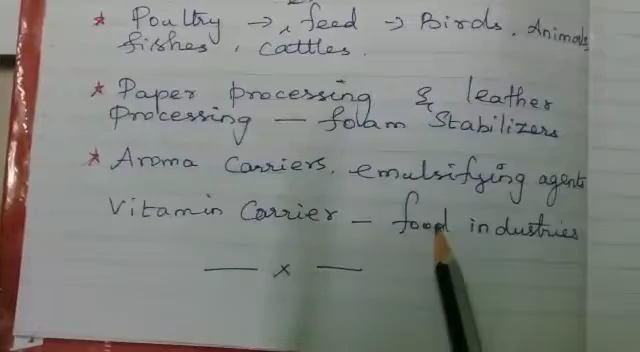 * Poultry → feed → Birds, Animals
fishes, cattles.
* Paper processing & leather
Processing — foam Stabilizers
* Aroma Carriers, emulsifying agent
Vitamin Carrier — food industries
— x —